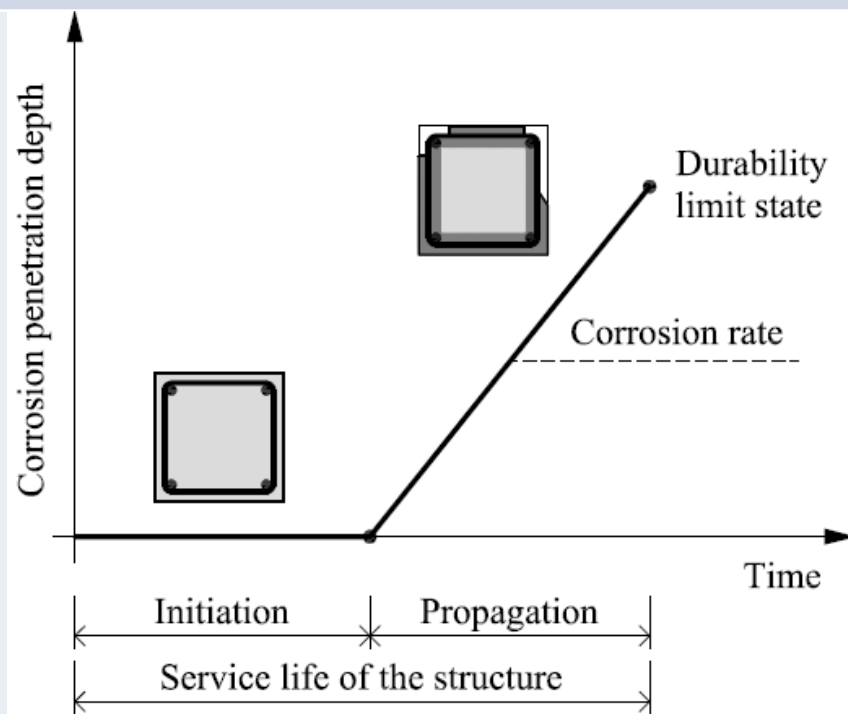 Corrosion penetration depth
Durability
limit state
Corrosion rate
Time
Initiation
Propagation
Service life of the structure